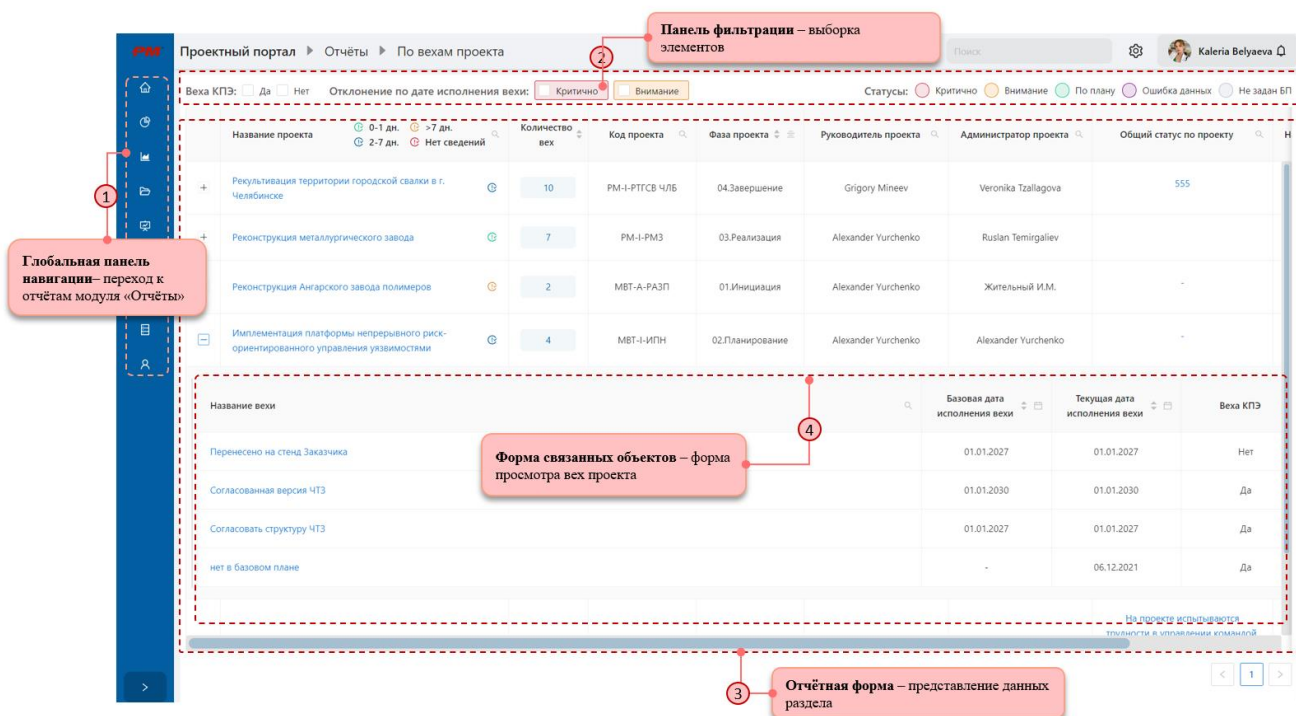 Панель фильтрации – выборка
элементов
PM
Проектный портал Отчёты По вехам проекта
Поиск
Kaleria Belyaeva
2
Веха КПЭ: Да Нет Отклонение по дате исполнения вехи: Критично Внимание Статусы: Критично Внимание По плану Ошибка данных Не задан БП
Название проекта
0-1 дн. >7 дн.
2-7 дн. Нет сведений
Количество
вех
Код проекта
Фаза проекта
Руководитель проекта
Администратор проекта
Общий статус по проекту
Н
1
Рекультивация территории городской свалки в г.
Челябинске
10
PM-I-РТГСВ ЧЛБ
04.Завершение
Grigory Mineev
Veronika Tzallagova
555
Реконструкция металлургического завода
7
PM-I-РМЗ
03.Реализация
Alexander Yurchenko
Ruslan Temirgaliev
Глобальная панель
навигации– переход к
отчётам модуля «Отчёты»
Реконструкция Ангарского завода полимеров
2
МВТ-А-РАЗП
01.Инициация
Alexander Yurchenko
Жительный И.М.
-
Имплементация платформы непрерывного риск-
ориентированного управления уязвимостями
4
МВТ-I-ИПН
02.Планирование
Alexander Yurchenko
Alexander Yurchenko
-
Название вехи
Базовая дата
исполнения вехи
Текущая дата
исполнения вехи
Веха КПЭ
4
Форма связанных объектов – форма
просмотра вех проекта
Перенесено на стенд Заказчика 01.01.2027 01.01.2027 Нет
Согласованная версия ЧТЗ 01.01.2030 01.01.2030 Да
Согласовать структуру ЧТЗ 01.01.2027 01.01.2027 Да
нет в базовом плане - 06.12.2021 Да
На проекте испытываются
трудности в управлении командой
1
3
Отчётная форма – представление данных
раздела